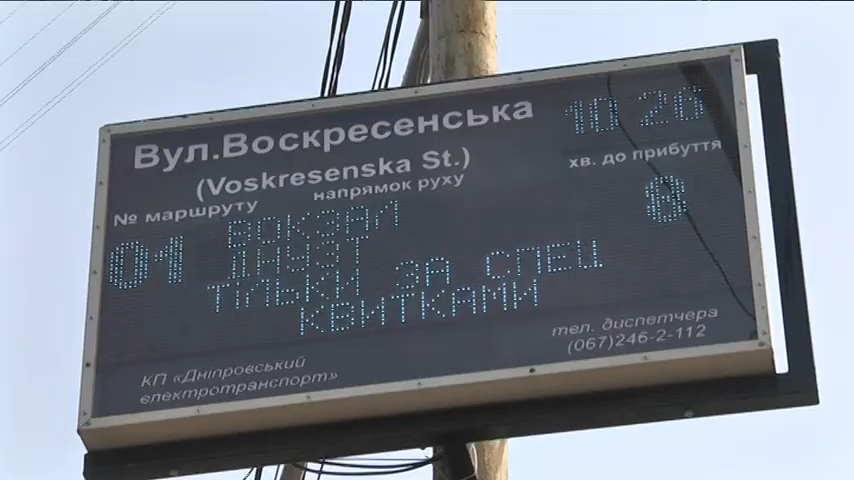 Вул.Воскресенська
10 26
(Voskresenska St.)
хв. до прибуття
№ маршруту
напрямок руху
01
ВОКЗАЛ
8
ДНУЗТ
ТІЛЬКИ ЗА СПЕЦ
КВИТКАМИ
КП «Дніпровський
електротранспорт»
тел. диспетчера
(067)246-2-112